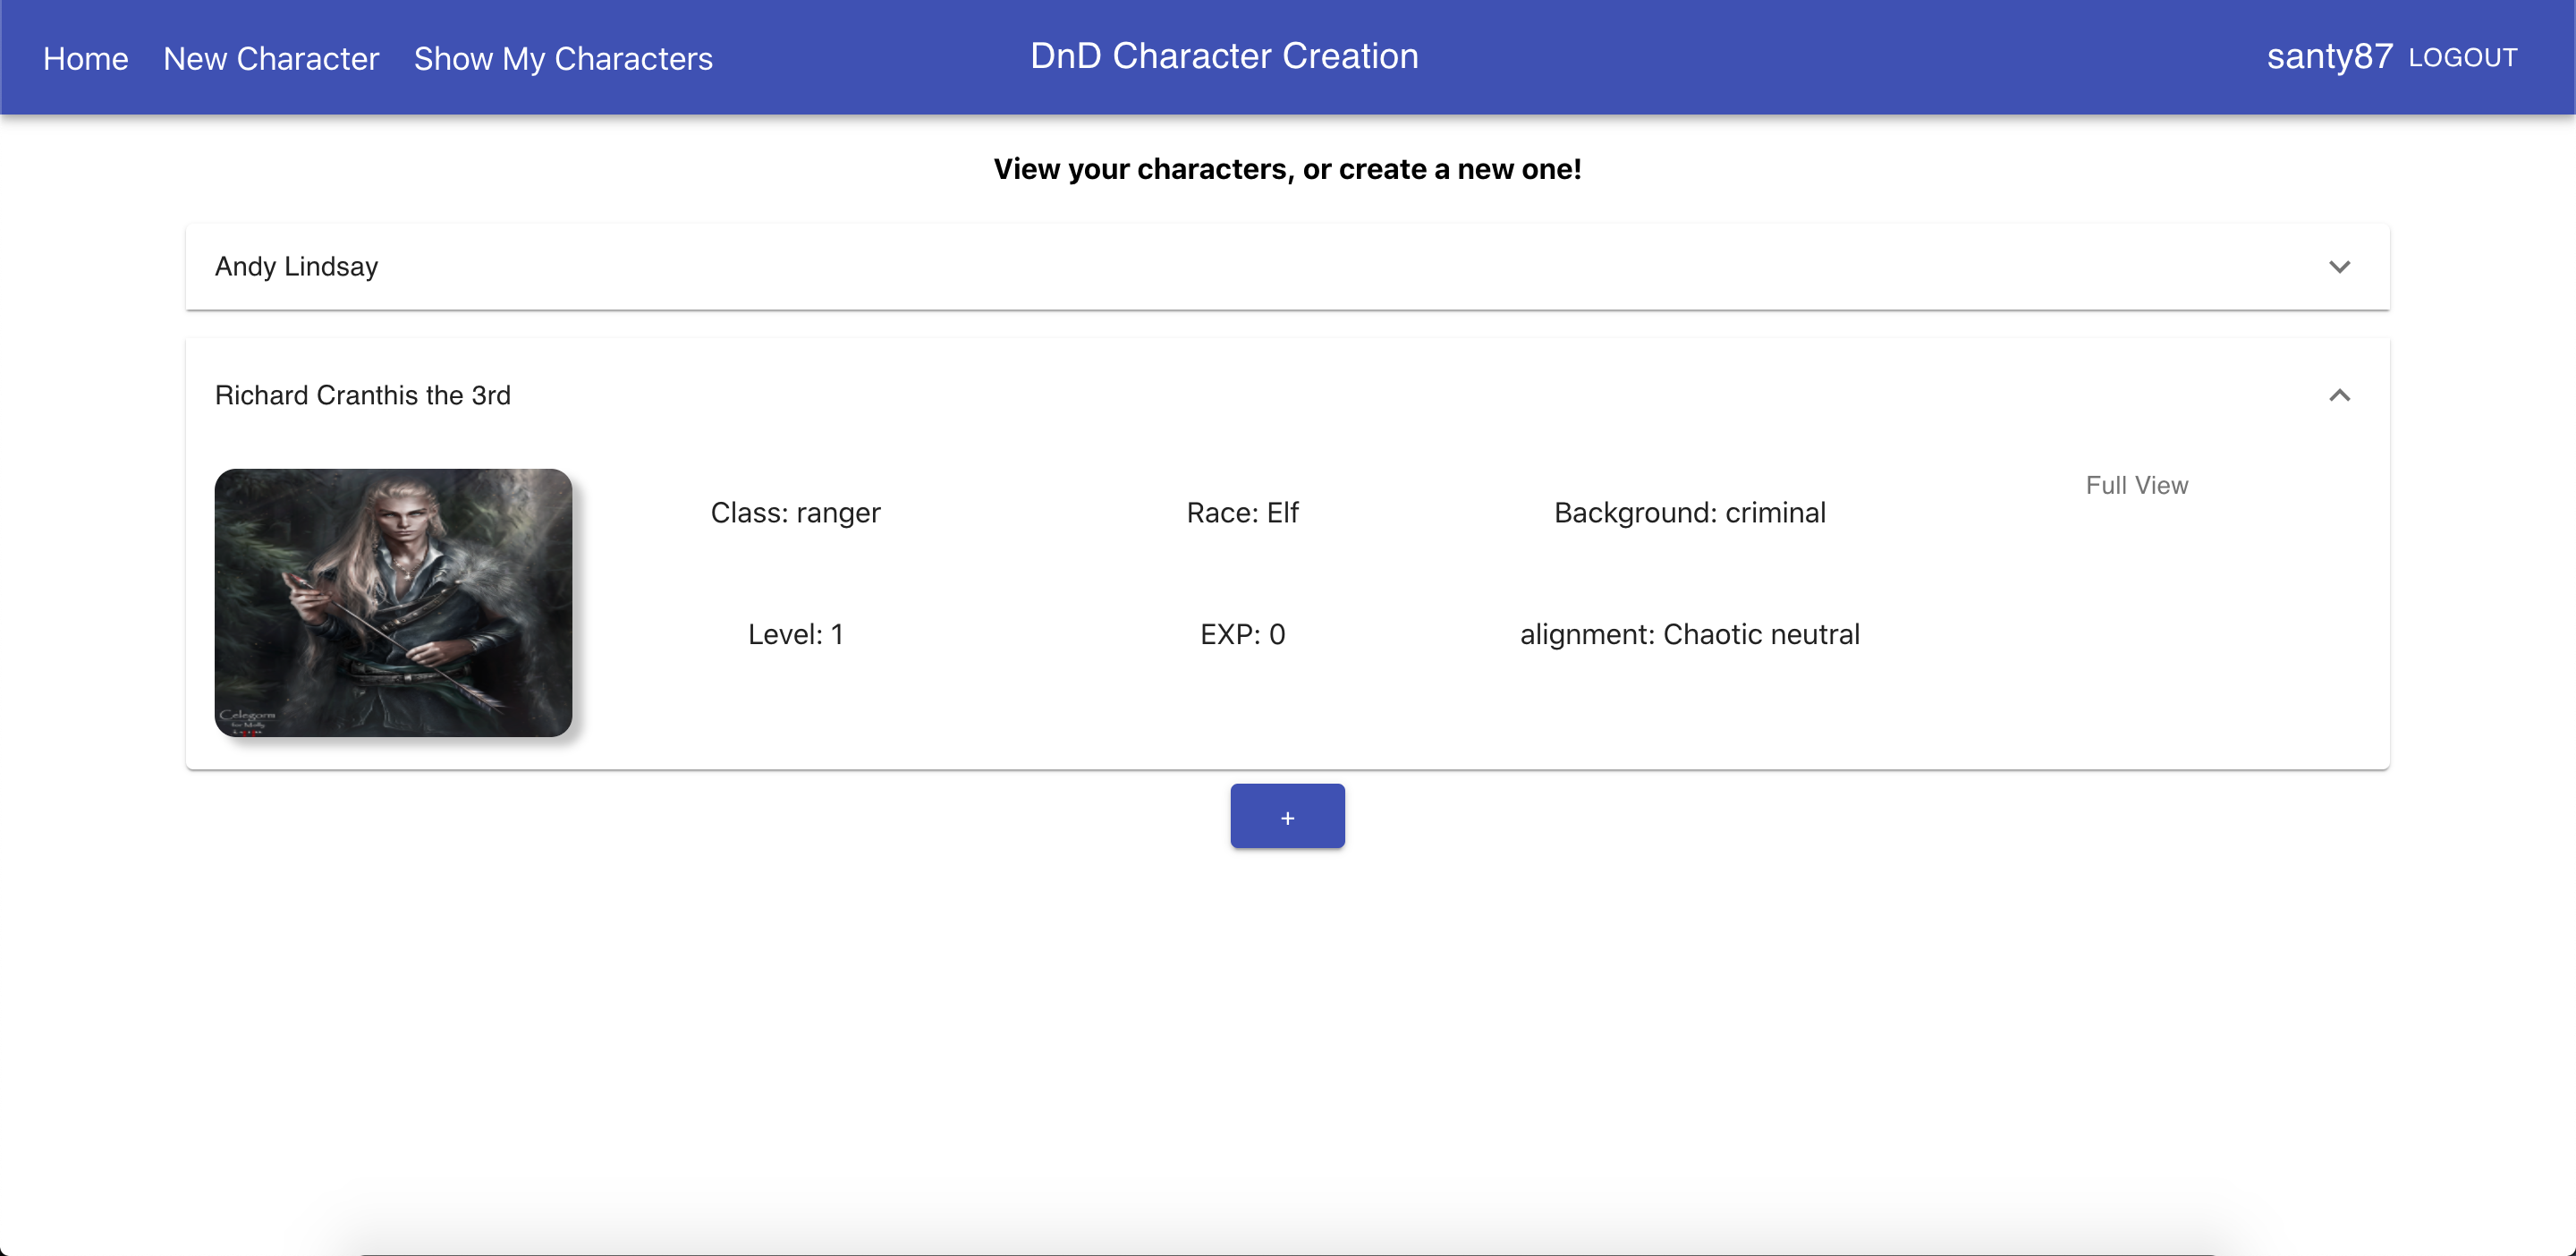 Home New Character Show My Characters DnD Character Creation santy87 LOGOUT
View your characters, or create a new one!
Andy Lindsay
Richard Cranthis the 3rd
Full View
Class: ranger Race: Elf Background: criminal
Level: 1 EXP: 0 alignment: Chaotic neutral
Celegorm
for Molly
+